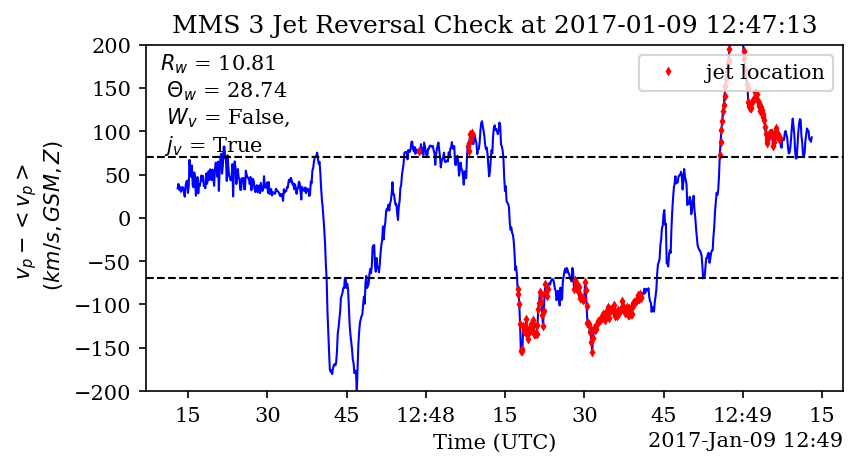 MMS 3 Jet Reversal Check at 2017-01-09 12:47:13
R_w = 10.81
Θ_w = 28.74
W_v = False,
j_v = True
jet location
v_p − < v_p >
(km/s, GSM, Z)
200
150
100
50
0
−50
−100
−150
−200
15 30 45 12:48 15 30 45 12:49 15
Time (UTC)
2017-Jan-09 12:49